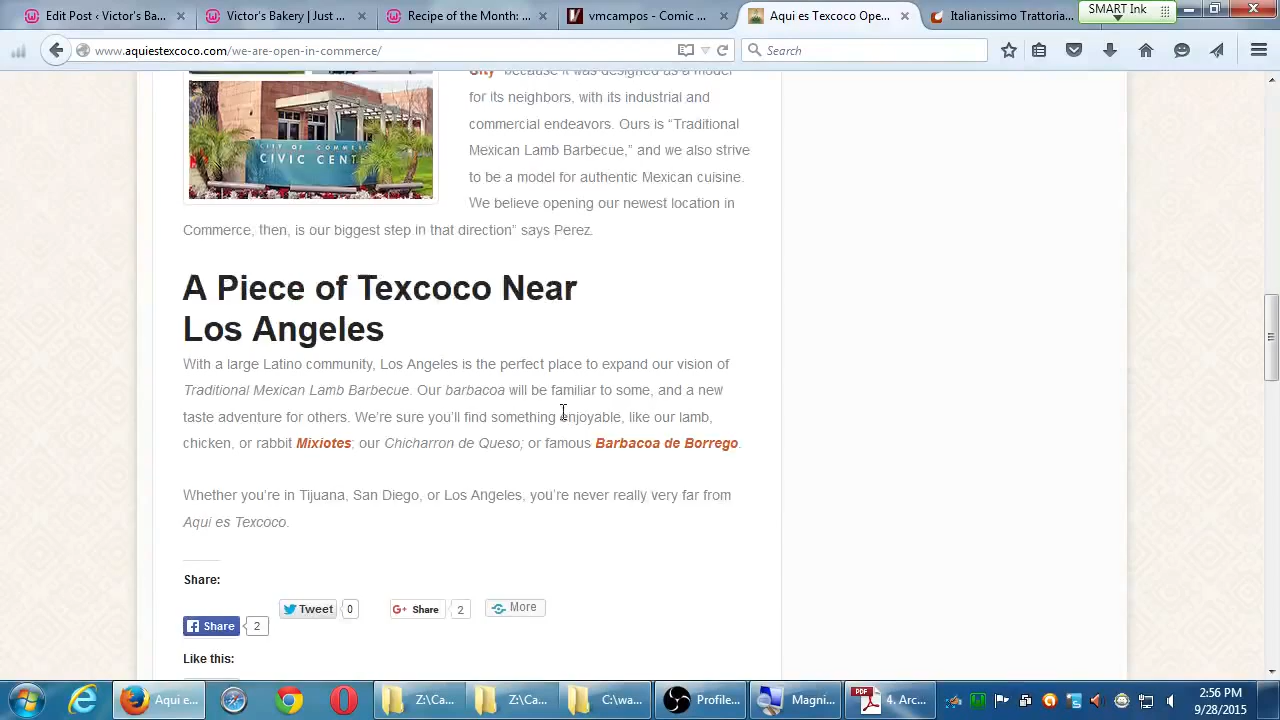 Edit Post ‹ Victor's Ba...
Victor's Bakery | Just ...
Recipe of the Month: ...
vmcampos - Comic ...
Aqui es Texcoco Ope...
Italianissimo Trattoria...
SMART Ink
www.aquiestexcoco.com/we-are-open-in-commerce/
Search
City" because it was designed as a model
for its neighbors, with its industrial and
commercial endeavors. Ours is “Traditional
Mexican Lamb Barbecue,” and we also strive
to be a model for authentic Mexican cuisine.
We believe opening our newest location in
Commerce, then, is our biggest step in that direction” says Perez.
CITY OF COMMERCE
CIVIC CENT
A Piece of Texcoco Near
Los Angeles
With a large Latino community, Los Angeles is the perfect place to expand our vision of
Traditional Mexican Lamb Barbecue. Our barbacoa will be familiar to some, and a new
taste adventure for others. We’re sure you’ll find something enjoyable, like our lamb,
chicken, or rabbit Mixiotes; our Chicharron de Queso; or famous Barbacoa de Borrego.
Whether you’re in Tijuana, San Diego, or Los Angeles, you’re never really very far from
Aqui es Texcoco.
Share:
Tweet 0
G+ Share 2
More
Share 2
Like this:
Aqui e...
Z:\Ca...
Z:\Ca...
C:\wa...
Profile...
Magni...
PDF
4. Arc...
2:56 PM
9/28/2015